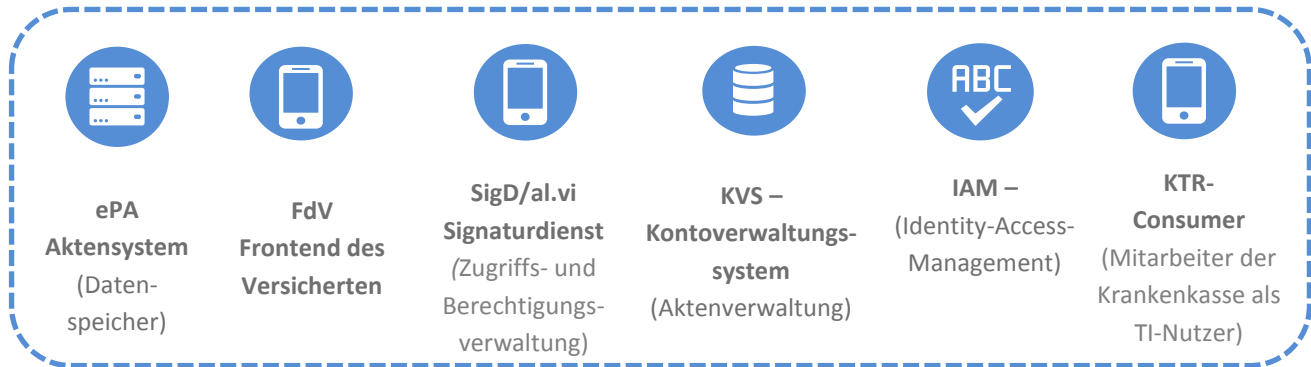 ABC
ePA
Aktensystem
(Daten-
speicher)
FdV
Frontend des
Versicherten
SigD/al.vi
Signaturdienst
(Zugriffs- und
Berechtigungs-
verwaltung)
KVS –
Kontoverwaltungs-
system
(Aktenverwaltung)
IAM –
(Identity-Access-
Management)
KTR-
Consumer
(Mitarbeiter der
Krankenkasse als
TI-Nutzer)